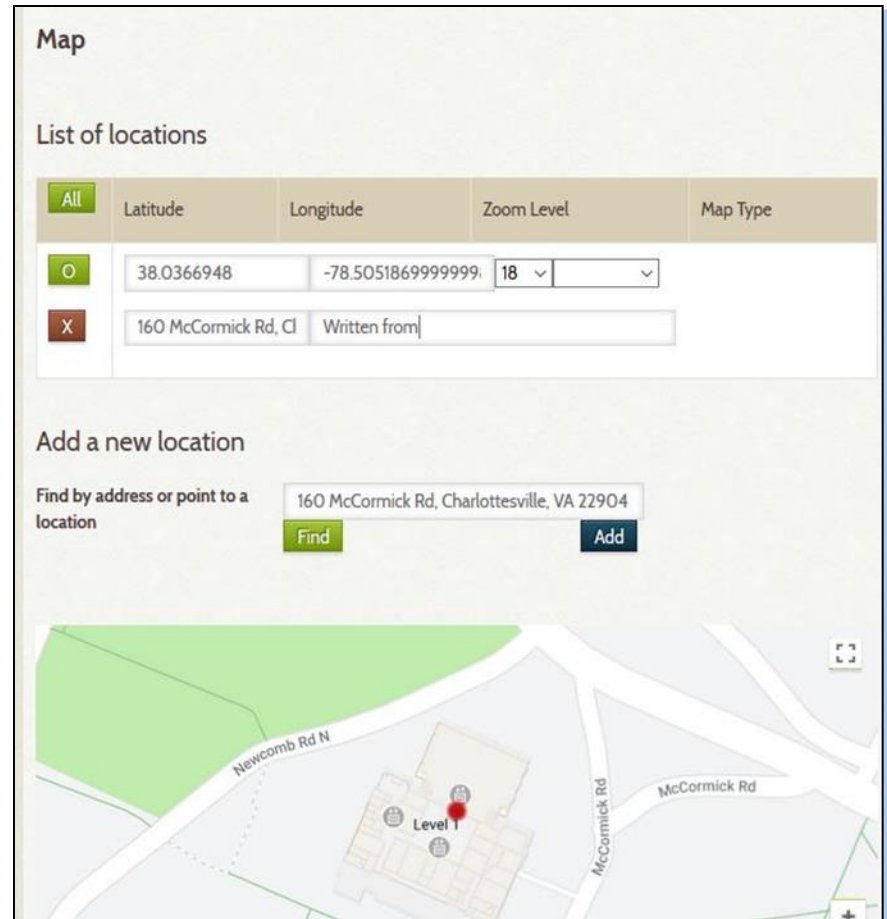 Map
List of locations
All Latitude Longitude Zoom Level Map Type
O 38.0366948 -78.5051869999999 18
X 160 McCormick Rd, Cl Written from
Add a new location
Find by address or point to a
location
160 McCormick Rd, Charlottesville, VA 22904
Find Add
Newcomb Rd N
McCormick Rd
McCormick Rd
Level 1
+